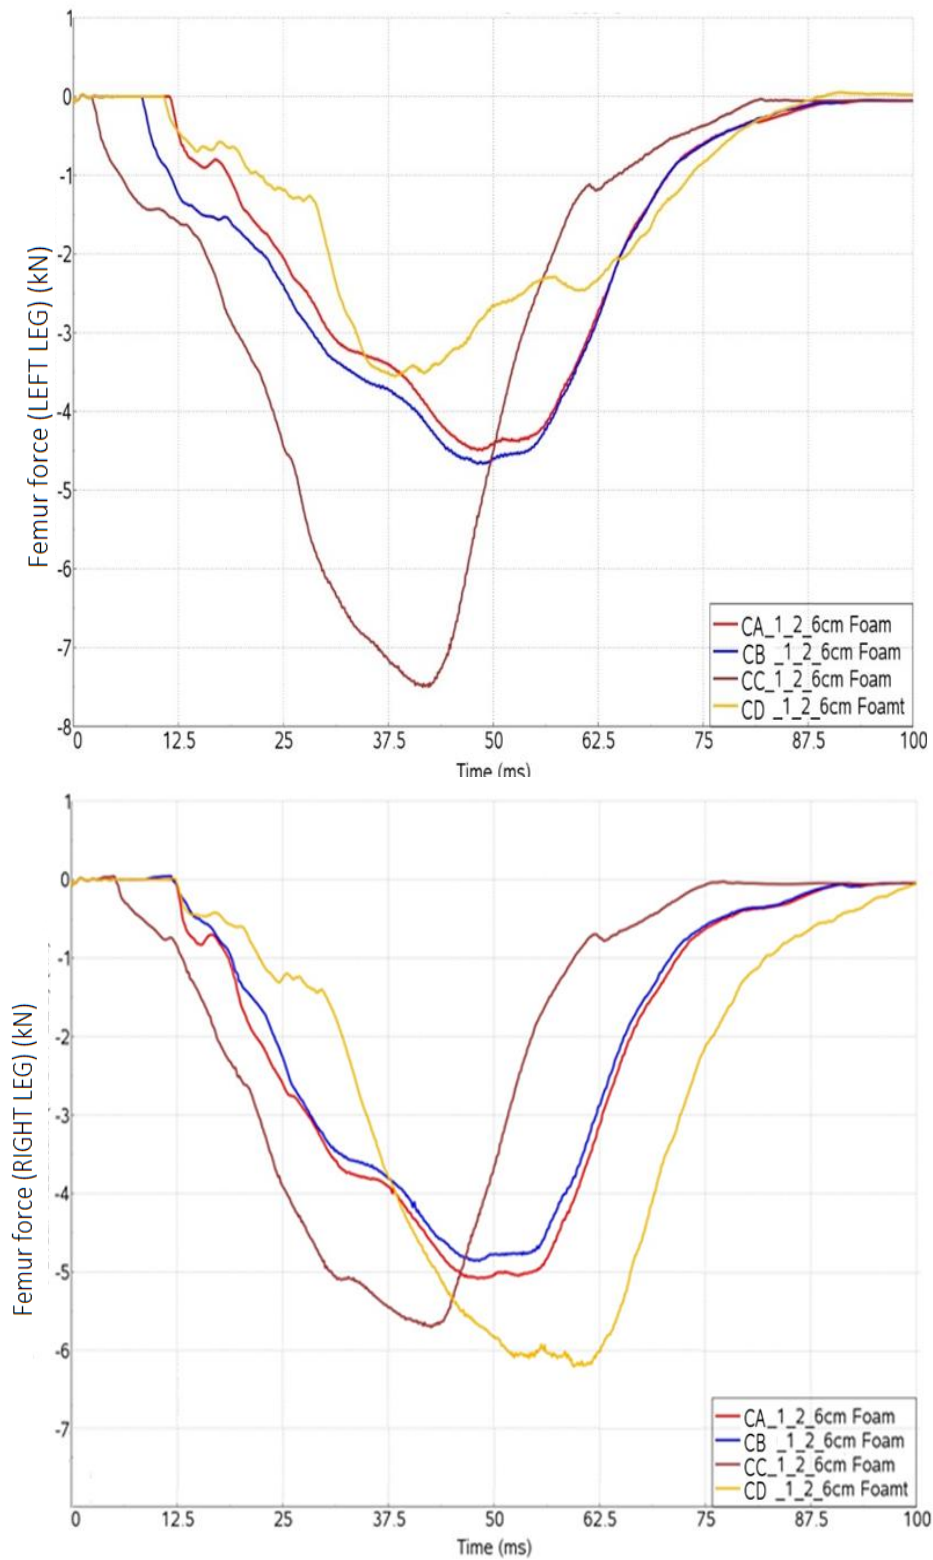 1
0
-1
-2
-3
-4
-5
-6
-7
-8
Femur force (LEFT LEG) (kN)
CA_1_2_6cm Foam
CB _1_2_6cm Foam
CC_1_2_6cm Foam
CD _1_2_6cm Foamt
0 12.5 25 37.5 50 62.5 75 87.5 100
Time (ms)
1
0
-1
-2
-3
-4
-5
-6
-7
Femur force (RIGHT LEG) (kN)
CA_1_2_6cm Foam
CB _1_2_6cm Foam
CC_1_2_6cm Foam
CD _1_2_6cm Foamt
0 12.5 25 37.5 50 62.5 75 87.5 100
Time (ms)